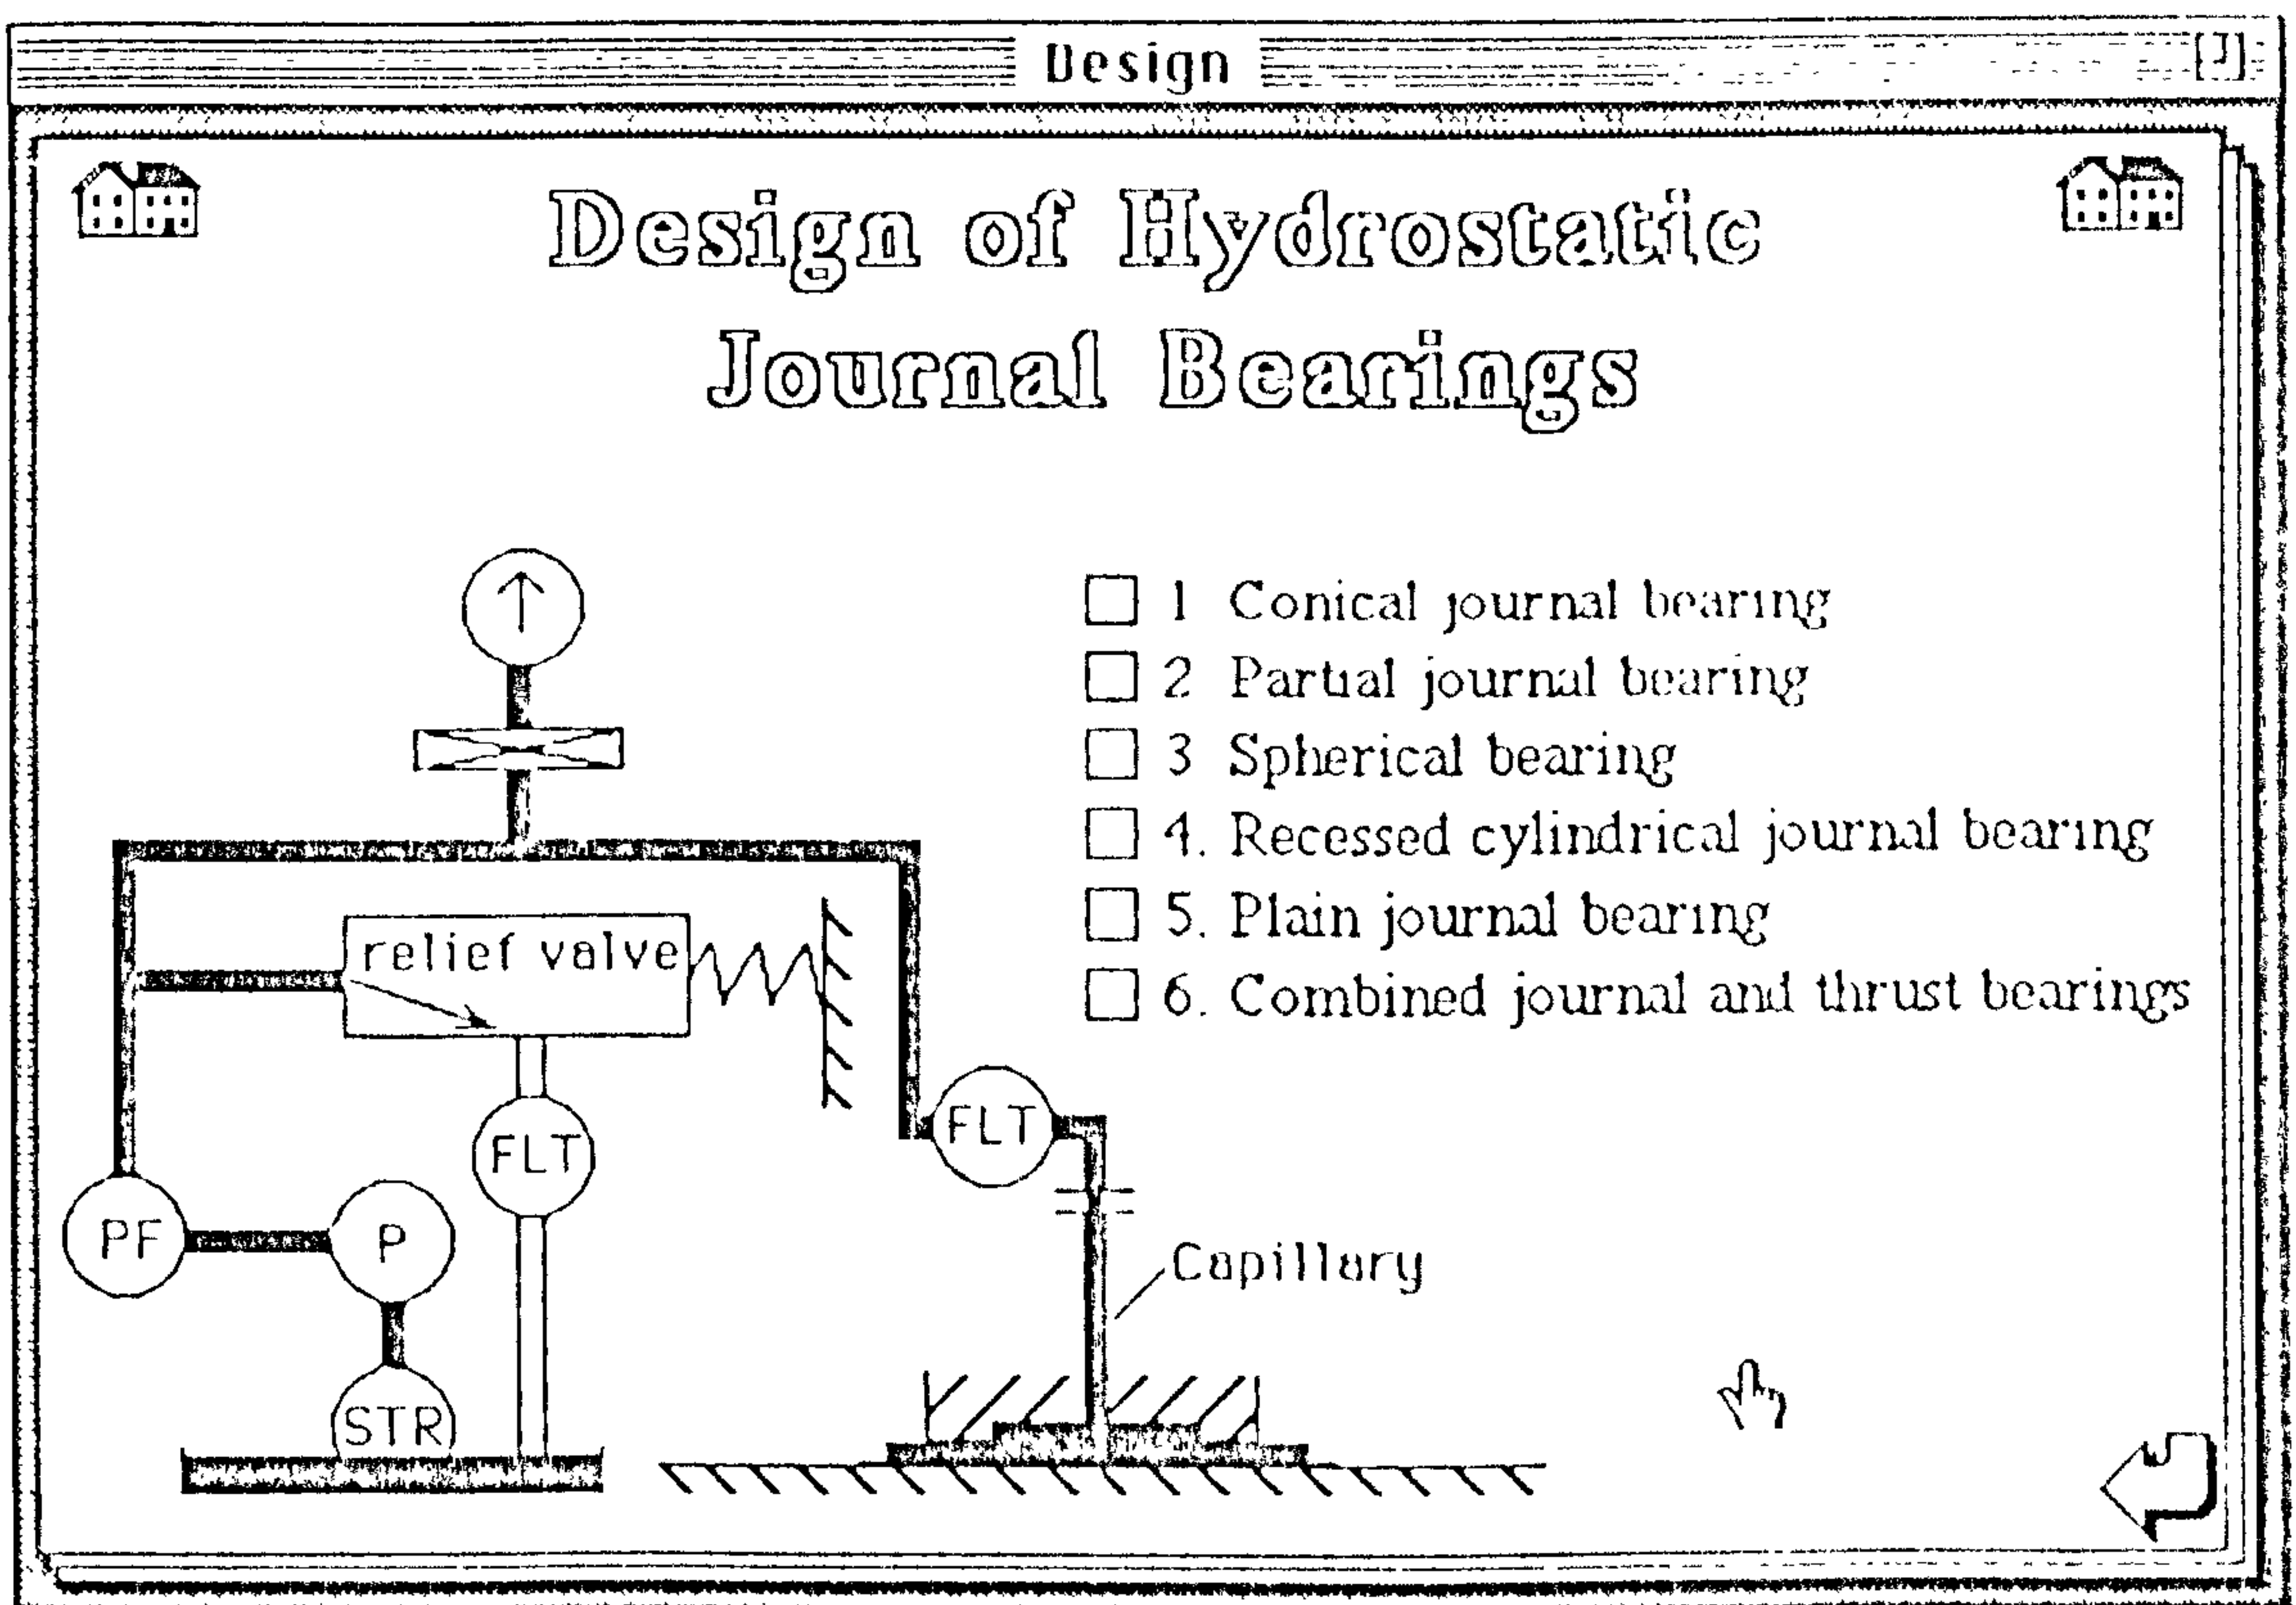 Design
Design of Hydrostatic
Journal Bearings
1 Conical journal bearing
2 Partial journal bearing
3 Spherical bearing
4. Recessed cylindrical journal bearing
5. Plain journal bearing
6. Combined journal and thrust bearings
relief valve
FLT
FLT
PF
P
Capillary
STR